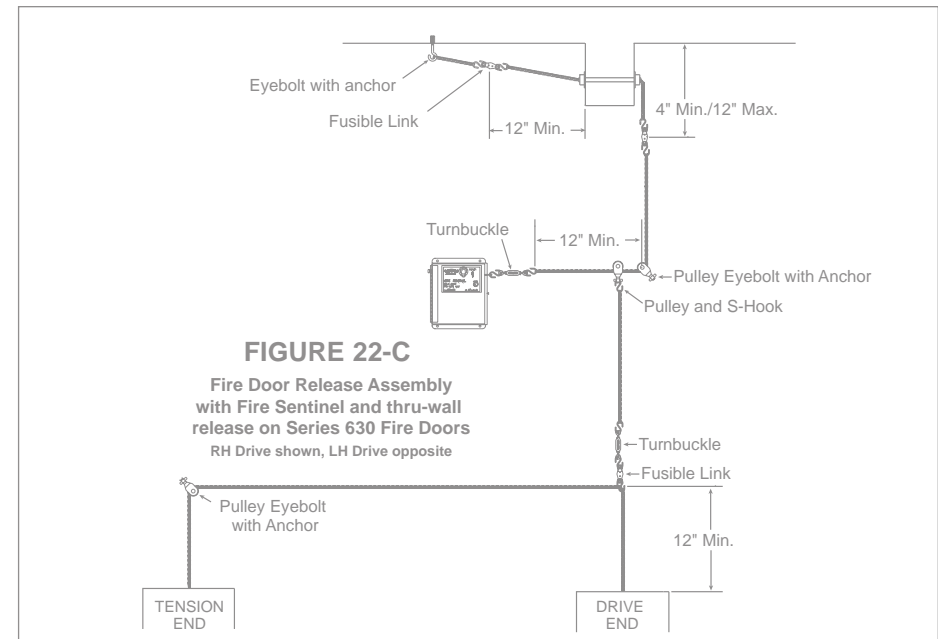 Eyebolt with anchor
Fusible Link
12" Min.
4" Min./12" Max.
Turnbuckle
12" Min.
Pulley Eyebolt with Anchor
Pulley and S-Hook
FIGURE 22-C
Fire Door Release Assembly
with Fire Sentinel and thru-wall
release on Series 630 Fire Doors
RH Drive shown, LH Drive opposite
Turnbuckle
Fusible Link
Pulley Eyebolt
with Anchor
12" Min.
TENSION
END
DRIVE
END